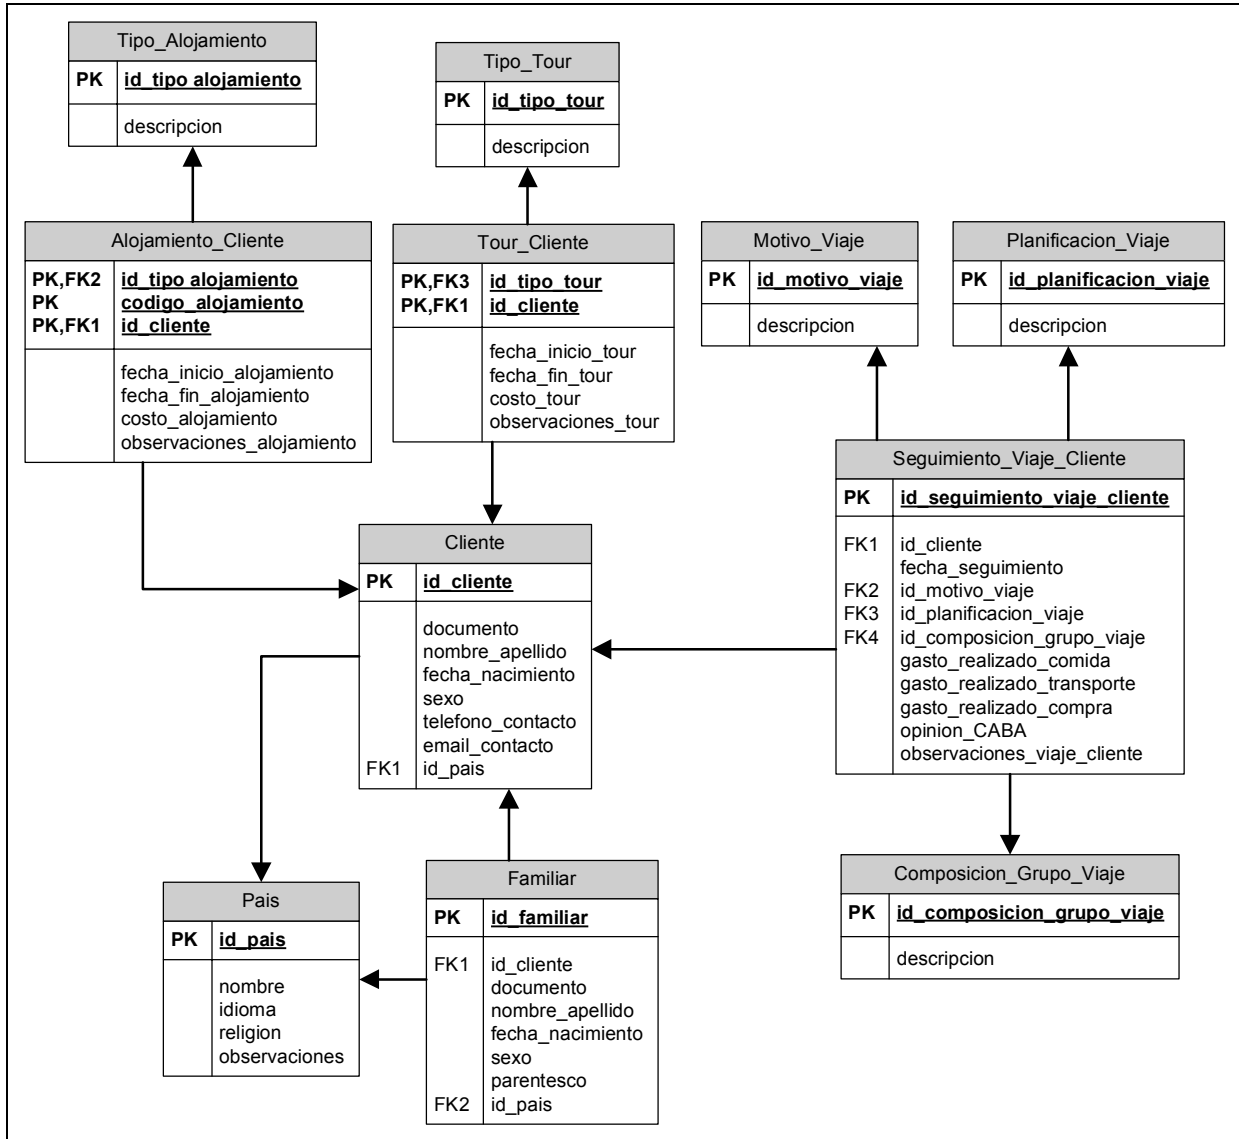 Tipo_Alojamiento
PK id_tipo alojamiento
descripcion
Tipo_Tour
PK id_tipo_tour
descripcion
Alojamiento_Cliente
PK,FK2 id_tipo alojamiento
PK codigo_alojamiento
PK,FK1 id_cliente
fecha_inicio_alojamiento
fecha_fin_alojamiento
costo_alojamiento
observaciones_alojamiento
Tour_Cliente
PK,FK3 id_tipo_tour
PK,FK1 id_cliente
fecha_inicio_tour
fecha_fin_tour
costo_tour
observaciones_tour
Motivo_Viaje
PK id_motivo_viaje
descripcion
Planificacion_Viaje
PK id_planificacion_viaje
descripcion
Seguimiento_Viaje_Cliente
PK id_seguimiento_viaje_cliente
FK1 id_cliente
fecha_seguimiento
FK2 id_motivo_viaje
FK3 id_planificacion_viaje
FK4 id_composicion_grupo_viaje
gasto_realizado_comida
gasto_realizado_transporte
gasto_realizado_compra
opinion_CABA
observaciones_viaje_cliente
Cliente
PK id_cliente
documento
nombre_apellido
fecha_nacimiento
sexo
telefono_contacto
email_contacto
FK1 id_pais
Pais
PK id_pais
nombre
idioma
religion
observaciones
Familiar
PK id_familiar
FK1 id_cliente
documento
nombre_apellido
fecha_nacimiento
sexo
parentesco
FK2 id_pais
Composicion_Grupo_Viaje
PK id_composicion_grupo_viaje
descripcion